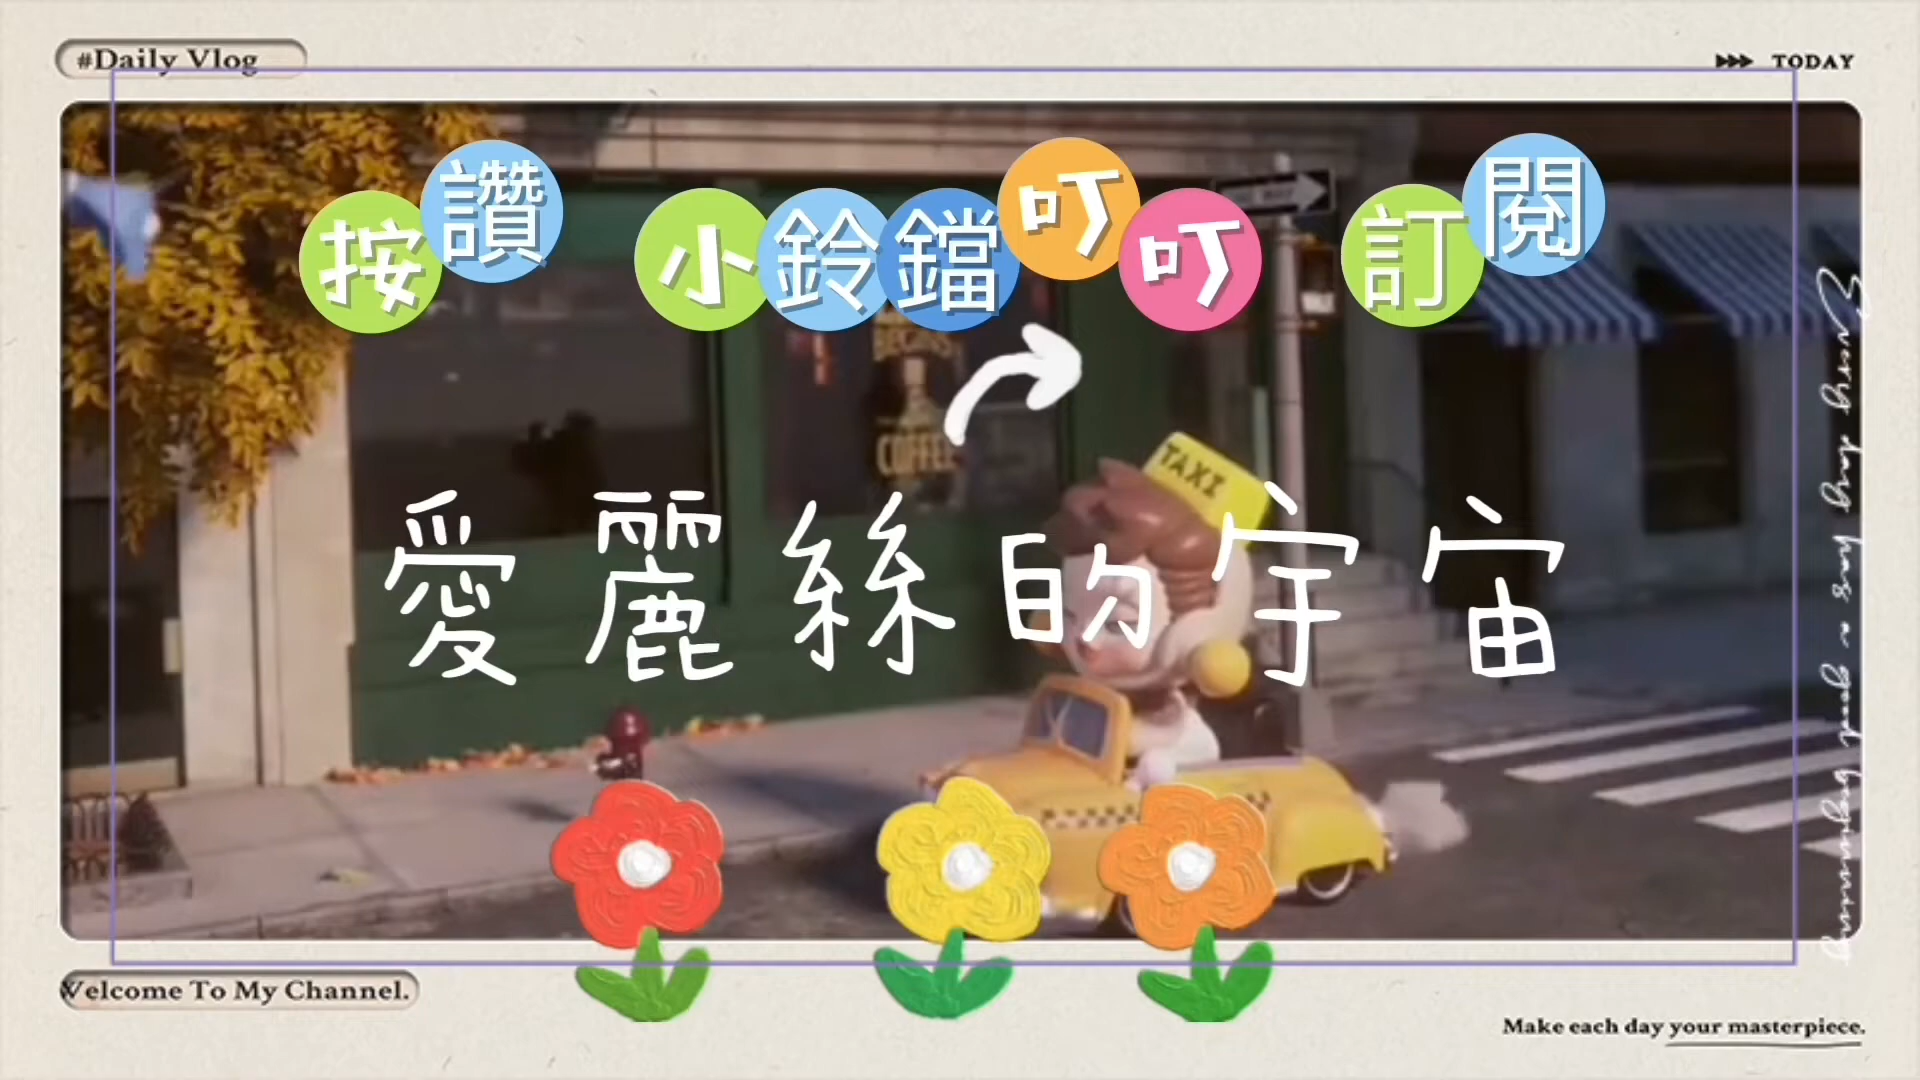 #Daily Vlog
TODAY
按讚 小鈴鐺叮叮 訂閱
COFFEE
TAXI
愛麗絲的宇宙
Every day has a good beginning
Welcome To My Channel.
Make each day your masterpiece.